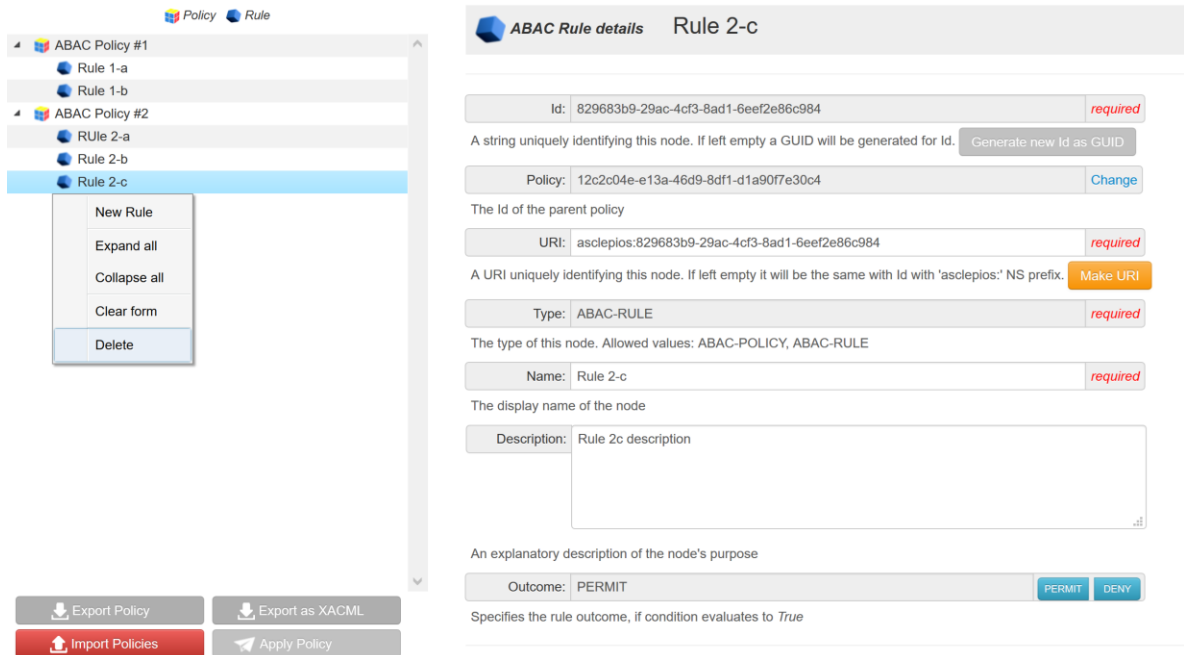 Policy Rule
ABAC Policy #1
Rule 1-a
Rule 1-b
ABAC Policy #2
RUle 2-a
Rule 2-b
Rule 2-c
New Rule
Expand all
Collapse all
Clear form
Delete
Export Policy Export as XACML
Import Policies Apply Policy
ABAC Rule details Rule 2-c
Id: 829683b9-29ac-4cf3-8ad1-6eef2e86c984 required
A string uniquely identifying this node. If left empty a GUID will be generated for Id. Generate new Id as GUID
Policy: 12c2c04e-e13a-46d9-8df1-d1a90f7e30c4 Change
The Id of the parent policy
URI: asclepios:829683b9-29ac-4cf3-8ad1-6eef2e86c984 required
A URI uniquely identifying this node. If left empty it will be the same with Id with 'asclepios:' NS prefix. Make URI
Type: ABAC-RULE required
The type of this node. Allowed values: ABAC-POLICY, ABAC-RULE
Name: Rule 2-c required
The display name of the node
Description: Rule 2c description
An explanatory description of the node's purpose
Outcome: PERMIT PERMIT DENY
Specifies the rule outcome, if condition evaluates to True